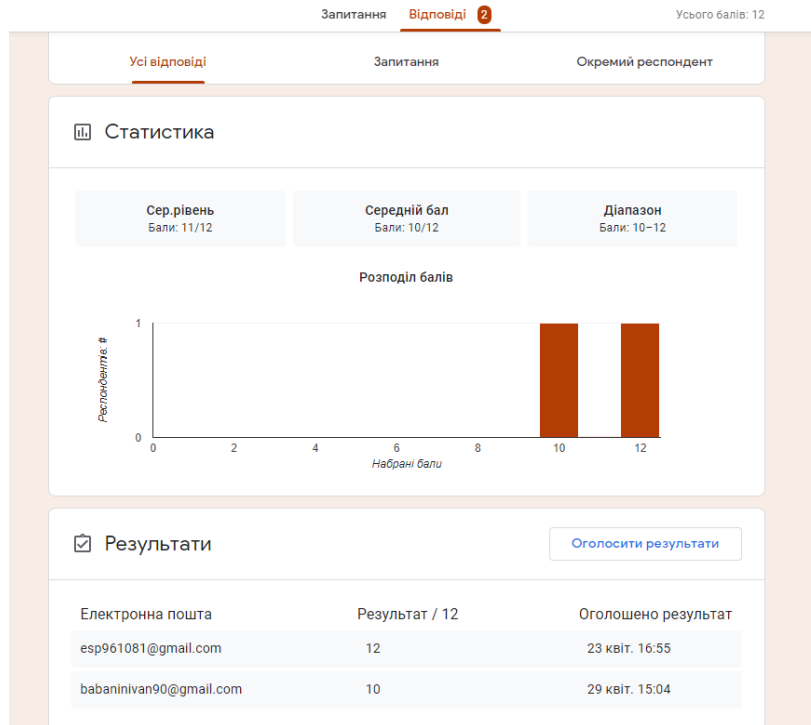 Запитання Відповіді 2 Усього балів: 12
Усі відповіді Запитання Окремий респондент
Статистика
Сер.рівень Середній бал Діапазон
Бали: 11/12 Бали: 10/12 Бали: 10–12
Розподіл балів
1
Респондентів: #
0
0 2 4 6 8 10 12
Набрані бали
Результати Оголосити результати
Електронна пошта Результат / 12 Оголошено результат
esp961081@gmail.com 12 23 квіт. 16:55
babaninivan90@gmail.com 10 29 квіт. 15:04